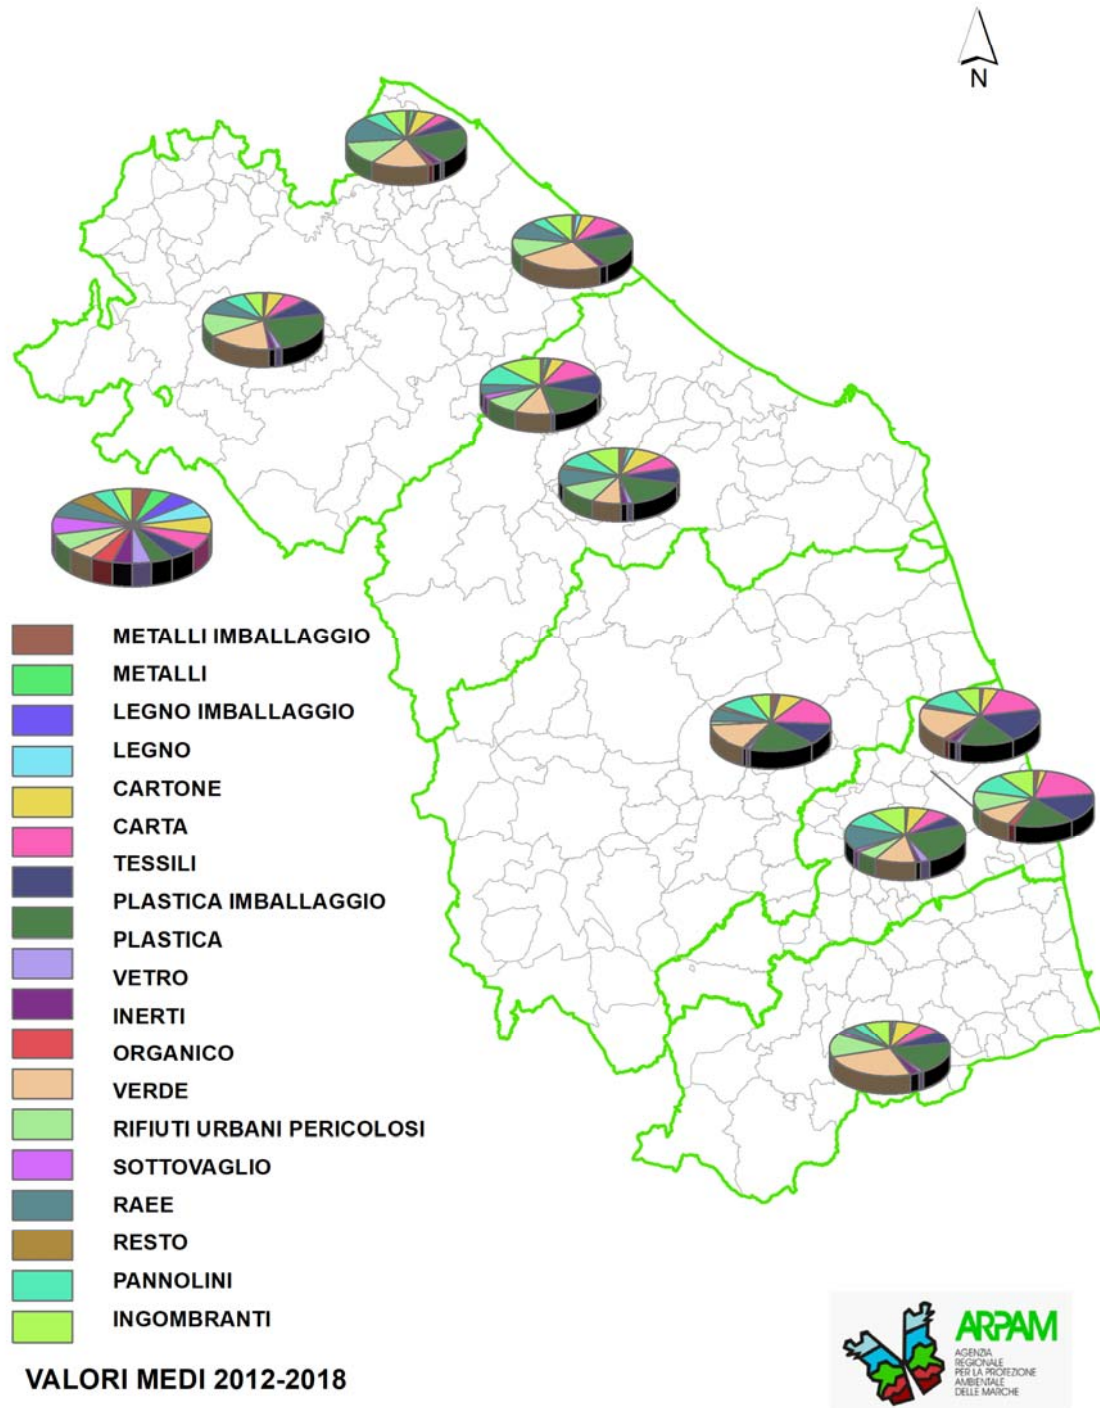 N
METALLI IMBALLAGGIO
METALLI
LEGNO IMBALLAGGIO
LEGNO
CARTONE
CARTA
TESSILI
PLASTICA IMBALLAGGIO
PLASTICA
VETRO
INERTI
ORGANICO
VERDE
RIFIUTI URBANI PERICOLOSI
SOTTOVAGLIO
RAEE
RESTO
PANNOLINI
INGOMBRANTI
VALORI MEDI 2012-2018
ARPAM
AGENZIA
REGIONALE
PER LA PROTEZIONE
AMBIENTALE
DELLE MARCHE